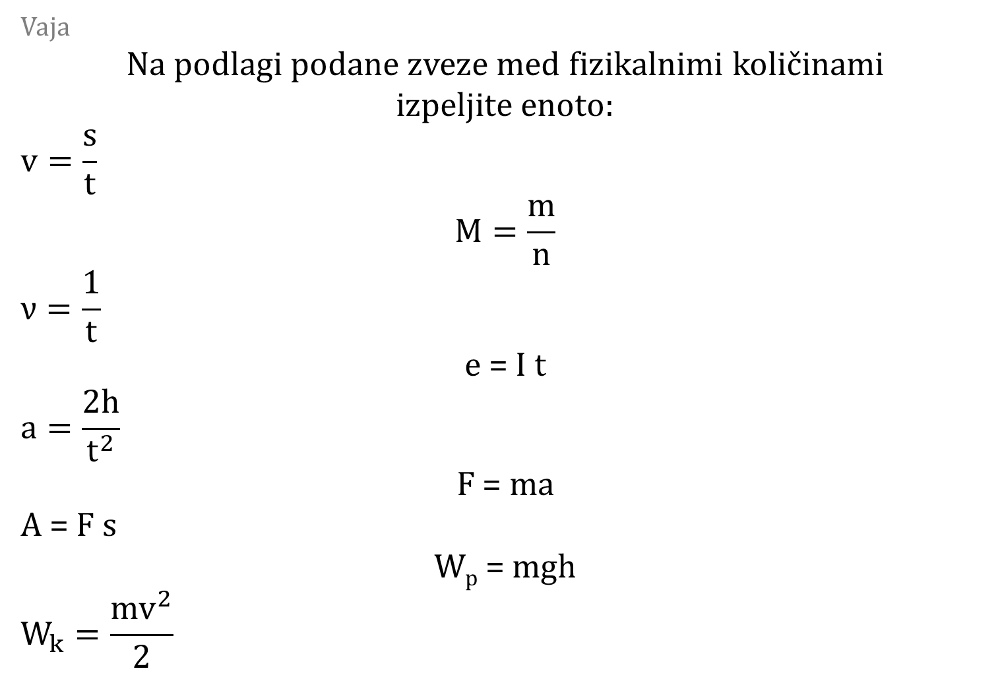 Vaja
Na podlagi podane zveze med fizikalnimi količinami
izpeljite enoto:
v = s/t
M = m/n
ν = 1/t
e = I t
a = 2h/t²
F = ma
A = F s
Wₚ = mgh
Wₖ = mv²/2